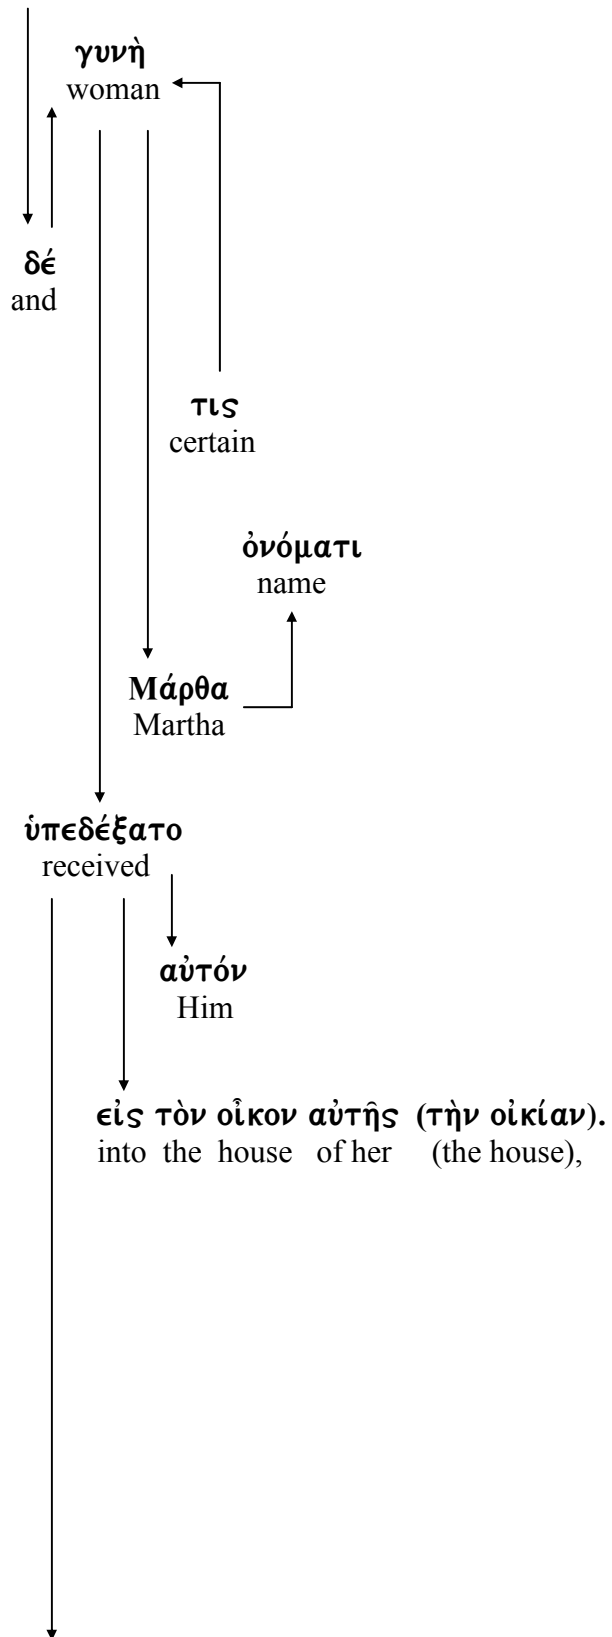 γυνὴ
woman
δέ
and
τις
certain
ὀνόματι
name
Μάρθα
Martha
ὑπεδέξατο
received
αὐτόν
Him
εἰς τὸν οἶκον αὐτῆς (τὴν οἰκίαν).
into the house of her (the house),